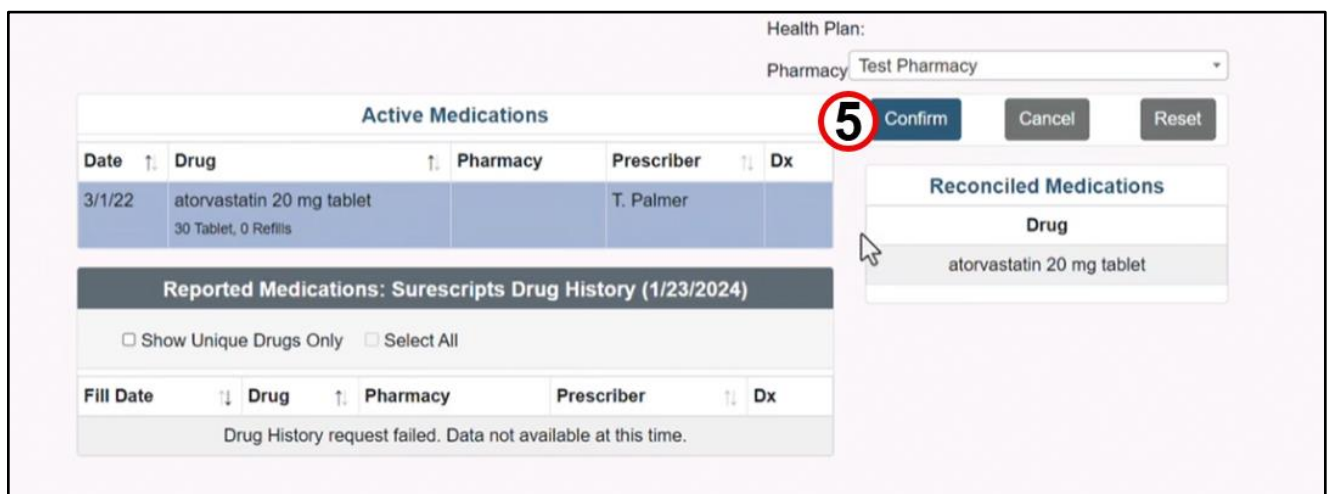 Health Plan:
Pharmacy Test Pharmacy
Active Medications
5 Confirm Cancel Reset
Date Drug Pharmacy Prescriber Dx
3/1/22 atorvastatin 20 mg tablet T. Palmer
30 Tablet, 0 Refills
Reconciled Medications
Drug
atorvastatin 20 mg tablet
Reported Medications: Surescripts Drug History (1/23/2024)
Show Unique Drugs Only Select All
Fill Date Drug Pharmacy Prescriber Dx
Drug History request failed. Data not available at this time.